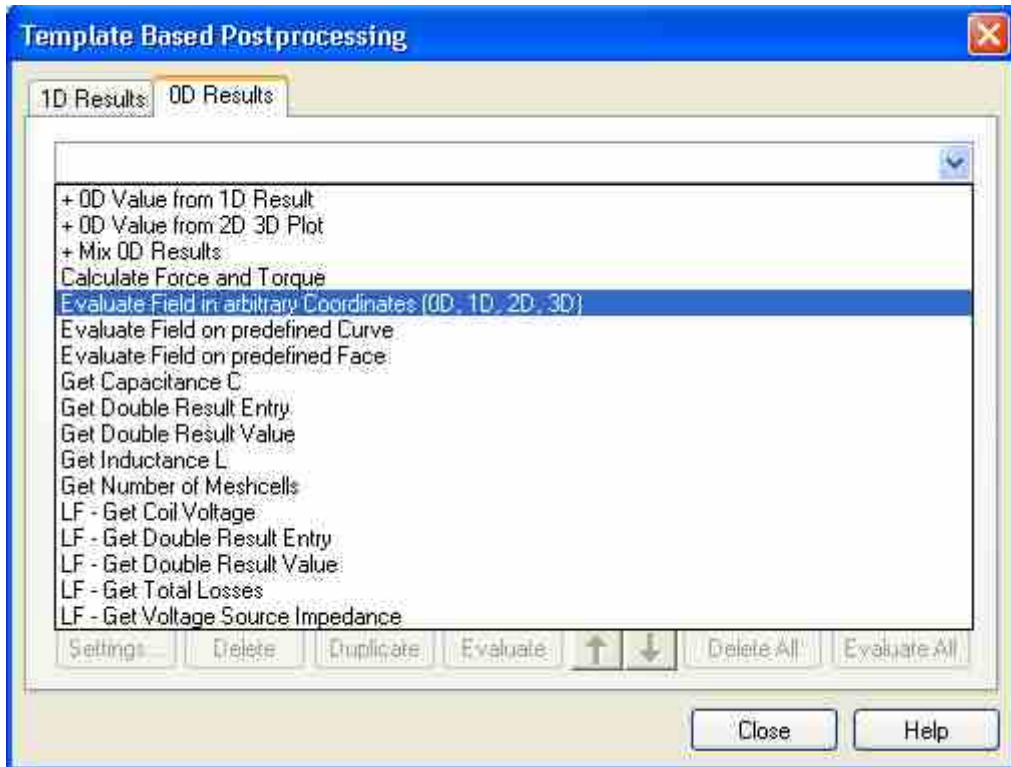 Template Based Postprocessing
1D Results 0D Results
+ 0D Value from 1D Result
+ 0D Value from 2D 3D Plot
+ Mix 0D Results
Calculate Force and Torque
Evaluate Field in arbitrary Coordinates (0D, 1D, 2D, 3D)
Evaluate Field on predefined Curve
Evaluate Field on predefined Face
Get Capacitance C
Get Double Result Entry
Get Double Result Value
Get Inductance L
Get Number of Meshcells
LF - Get Coil Voltage
LF - Get Double Result Entry
LF - Get Double Result Value
LF - Get Total Losses
LF - Get Voltage Source Impedance
Settings... Delete Duplicate Evaluate Delete All Evaluate All
Close Help